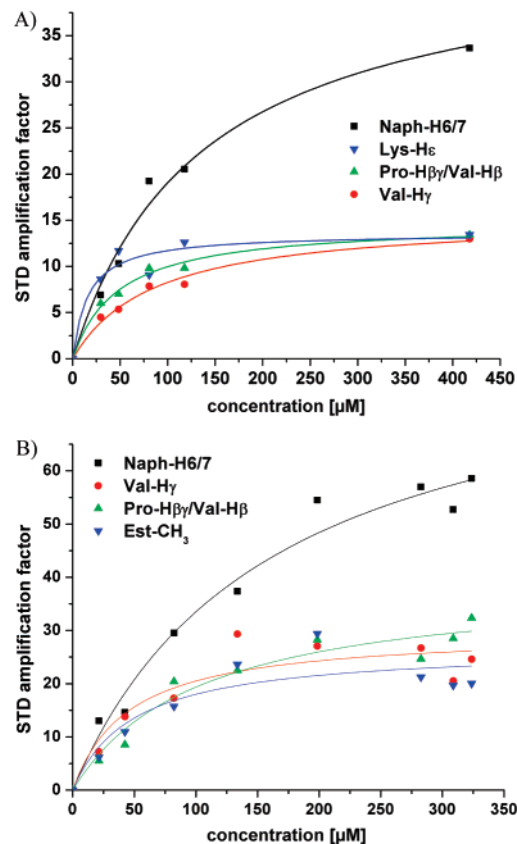 A)
35
30
25
20
15
10
5
0
STD amplification factor
Naph-H6/7
Lys-Hε
Pro-Hβγ/Val-Hβ
Val-Hγ
0 50 100 150 200 250 300 350 400 450
concentration [µM]
B)
60
50
40
30
20
10
0
STD amplification factor
Naph-H6/7
Val-Hγ
Pro-Hβγ/Val-Hβ
Est-CH₃
0 50 100 150 200 250 300 350
concentration [µM]